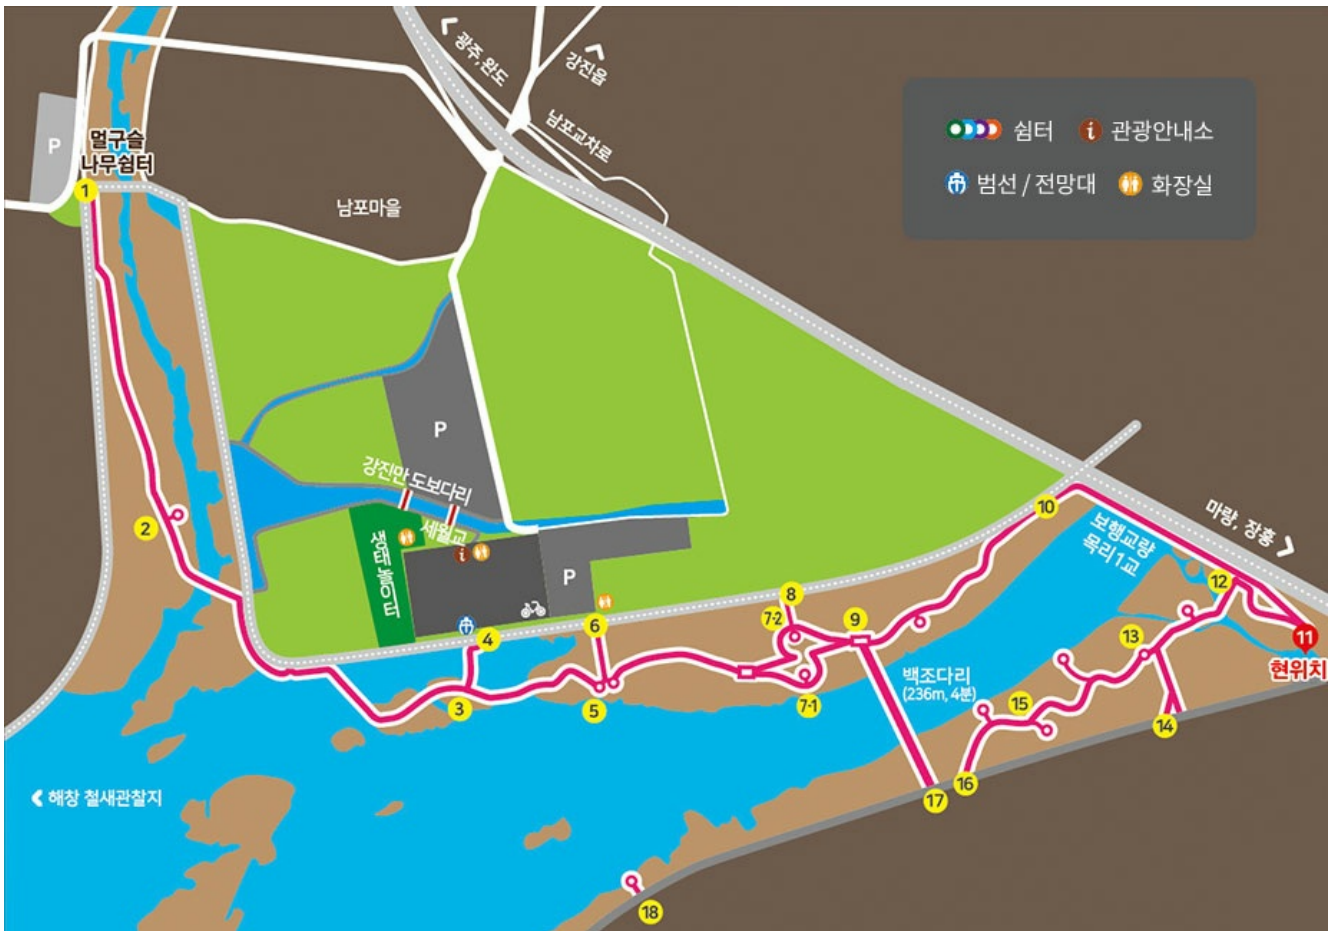 광주, 완도
강진읍
남포교차로
쉼터
관광안내소
범선 / 전망대
화장실
P
멀구슬
나무쉼터
1
남포마을
P
강진만 도보다리
세월교
생태놀이터
P
2
3
4
5
6
7-2
7-1
8
9
10
보행교량
목리1교
마량, 장흥
12
11
현위치
13
14
15
16
17
18
백조다리
(236m, 4분)
해창 철새관찰지